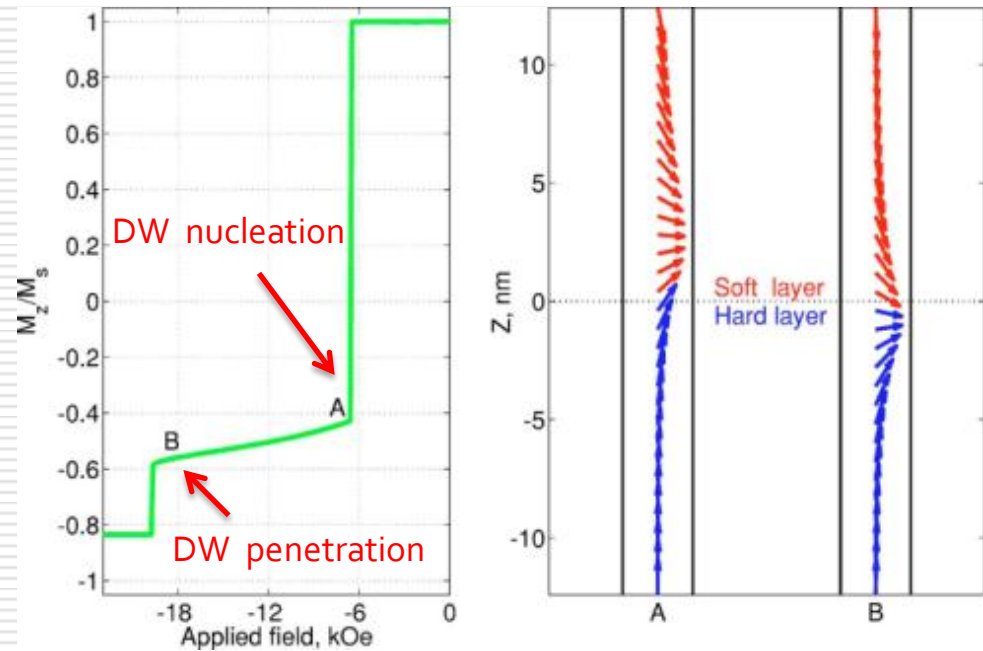 1
0.8
0.6
0.4
0.2
0
-0.2
-0.4
-0.6
-0.8
-1
M_z/M_s
DW nucleation
A
B
DW penetration
-18 -12 -6 0
Applied field, kOe
10
5
0
-5
-10
Z, nm
Soft layer
Hard layer
A B